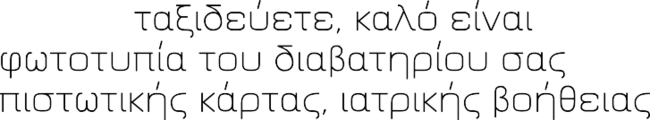 ταξιδεύετε, καλό είναι
φωτοτυπία του διαβατηρίου σας
πιστωτικής κάρτας, ιατρικής βοήθειας